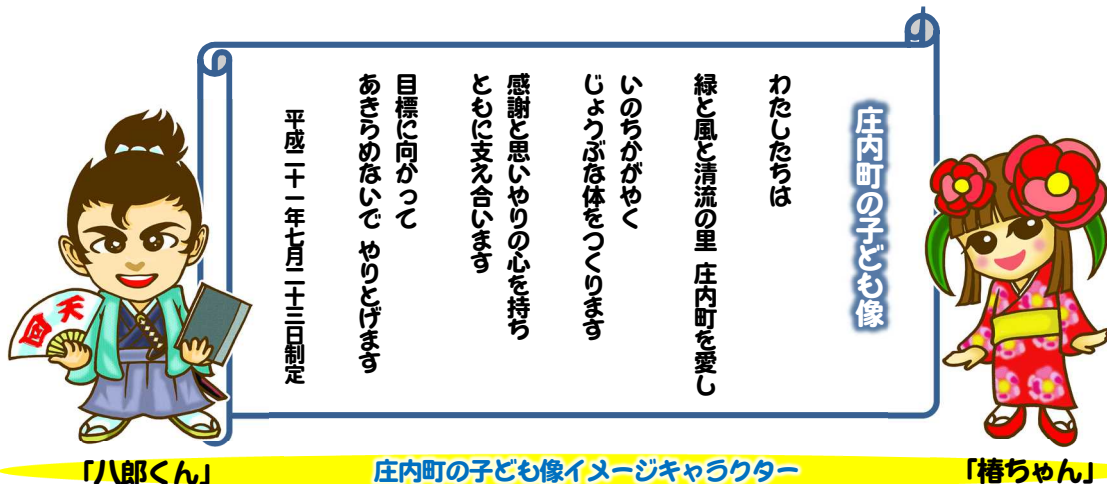 庄内町の子ども像
わたしたちは
緑と風と清流の里 庄内町を愛し
いのちかがやく
じょうぶな体をつくります
感謝と思いやりの心を持ち
ともに支え合います
目標に向かって
あきらめないで やりとげます
平成二十一年七月二十三日制定
回天
「八郎くん」
庄内町の子ども像イメージキャラクター
「椿ちゃん」